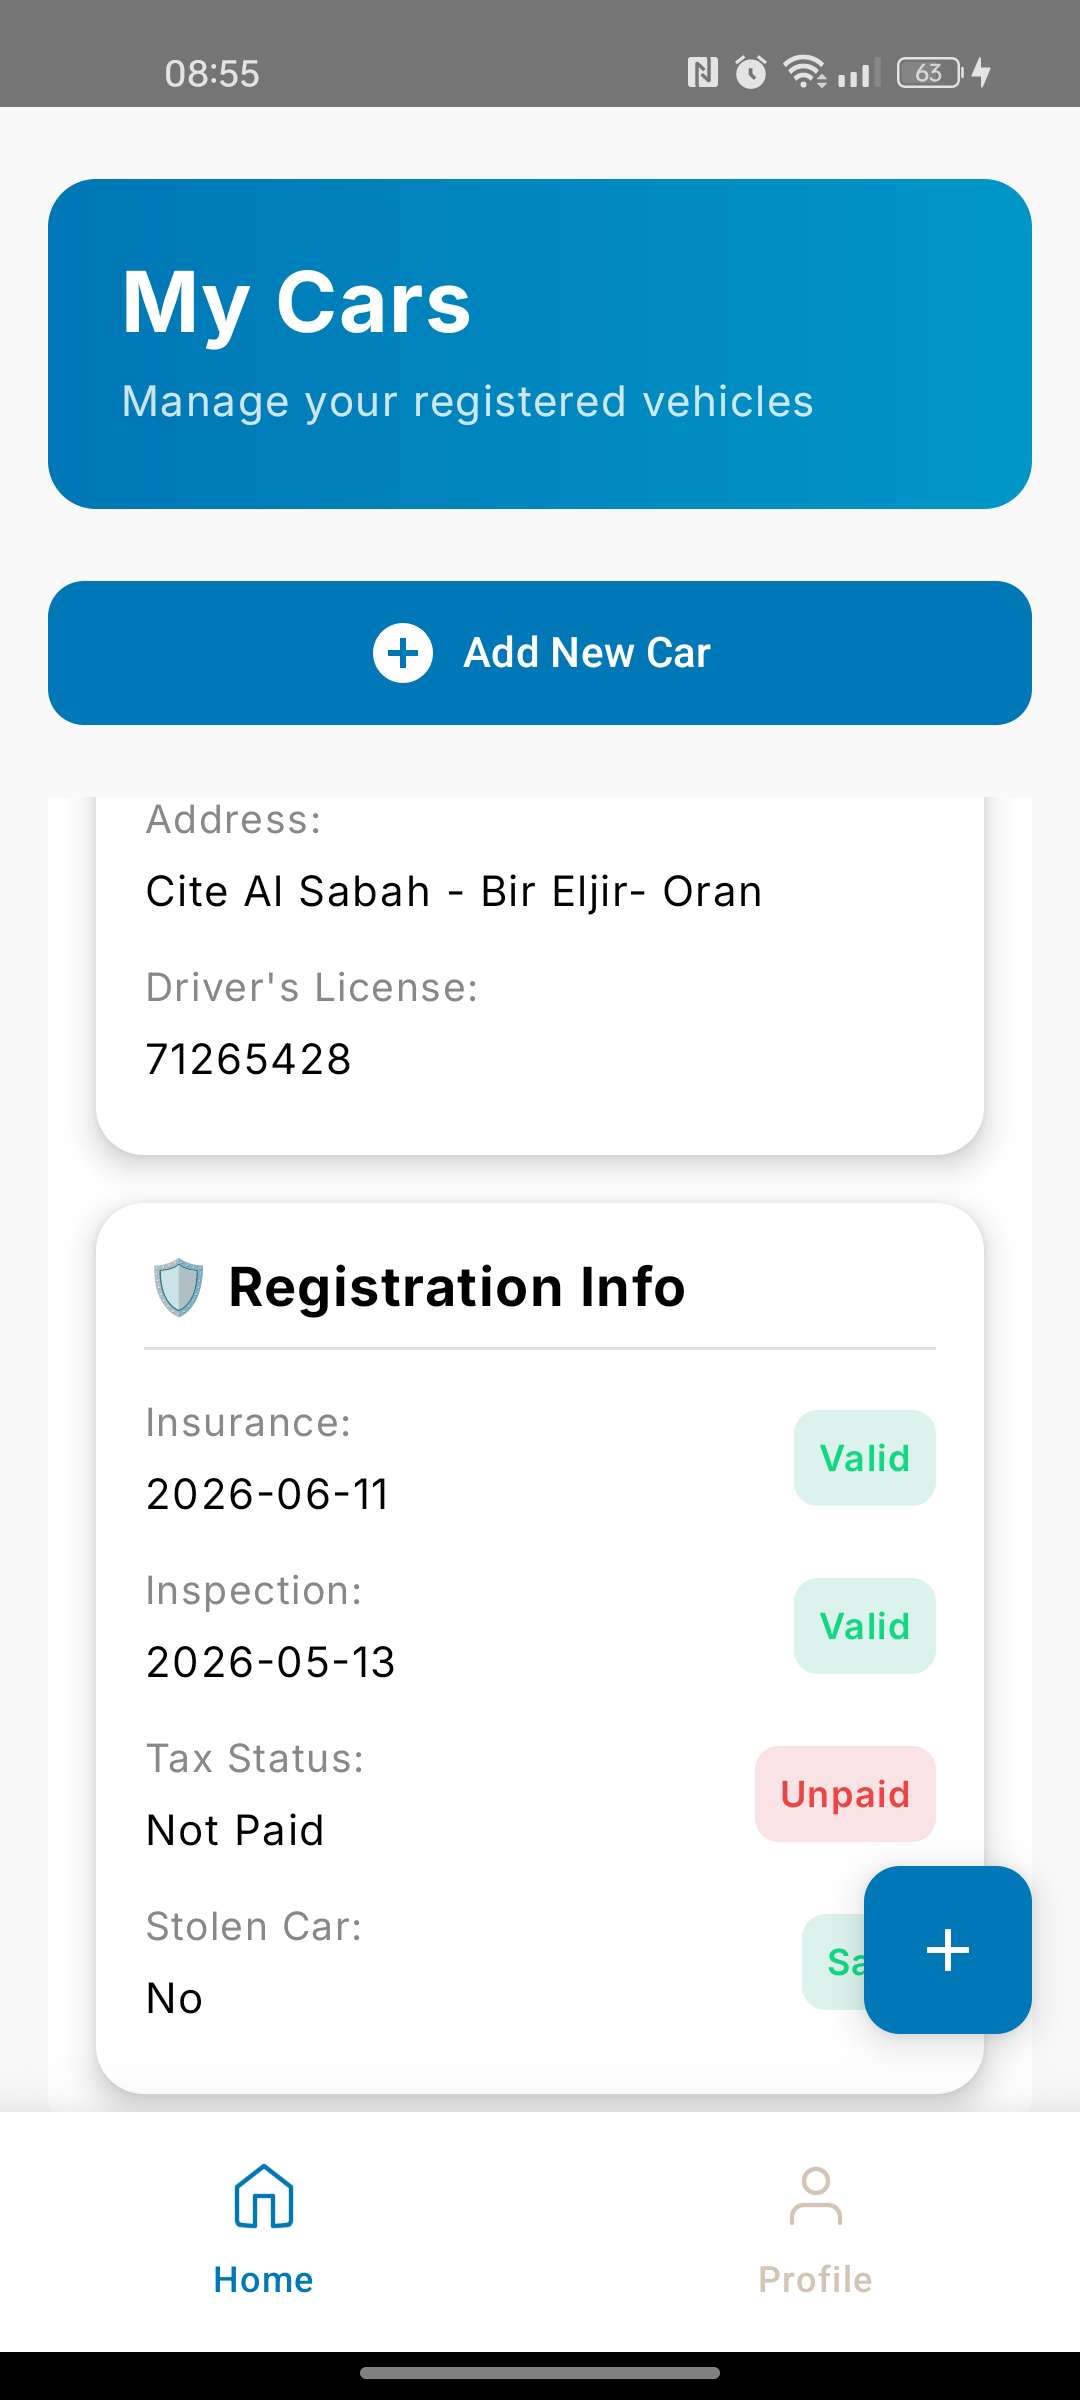 08:55
63
My Cars
Manage your registered vehicles
Add New Car
Address:
Cite Al Sabah - Bir Eljir- Oran
Driver's License:
71265428
Registration Info
Insurance:
Valid
2026-06-11
Inspection:
Valid
2026-05-13
Tax Status:
Unpaid
Not Paid
Stolen Car:
No
Home
Profile